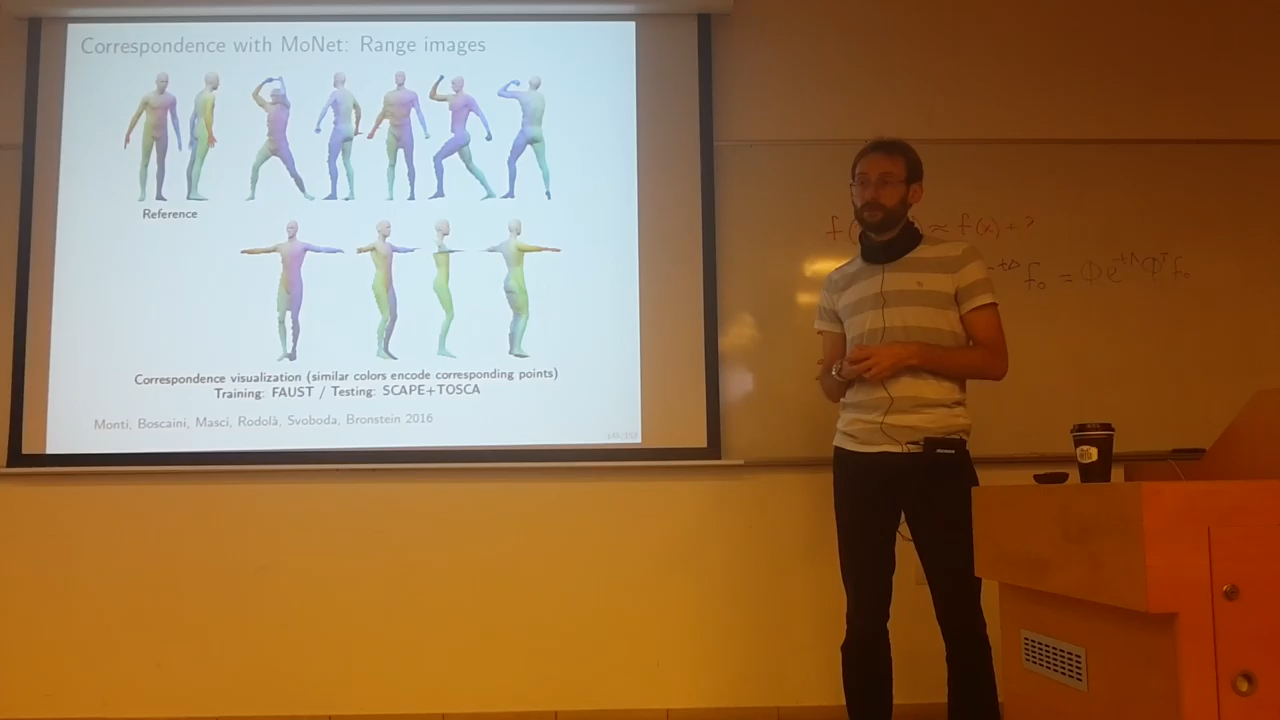 Correspondence with MoNet: Range images
Reference
Correspondence visualization (similar colors encode corresponding points)
Training: FAUST / Testing: SCAPE+TOSCA
Monti, Boscaini, Masci, Rodolà, Svoboda, Bronstein 2016
≈ f(x) + ?
f₀ = Φe^{-tΛ}Φ^T f₀